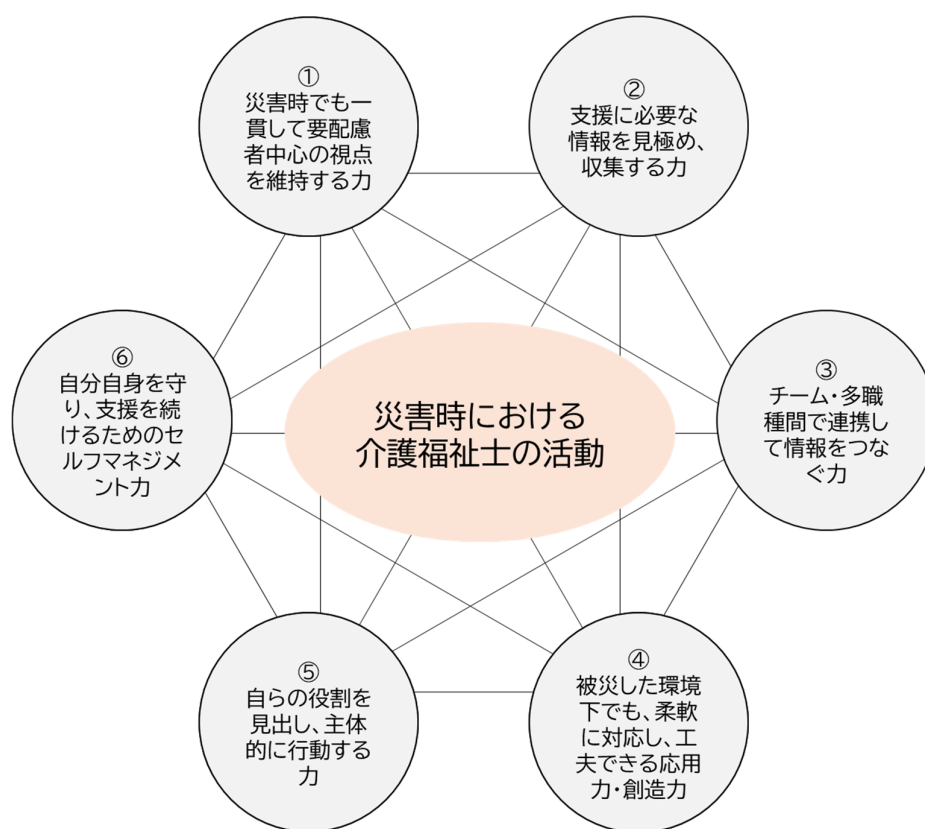 ①
災害時でも一
貫して要配慮
者中心の視点
を維持する力
②
支援に必要な
情報を見極め、
収集する力
③
チーム・多職
種間で連携し
て情報をつな
ぐ力
④
被災した環境
下でも、柔軟
に対応し、工
夫できる応用
力・創造力
⑤
自らの役割を
見出し、主体
的に行動する
力
⑥
自分自身を守
り、支援を続
けるためのセ
ルフマネジメ
ント力
災害時における
介護福祉士の活動